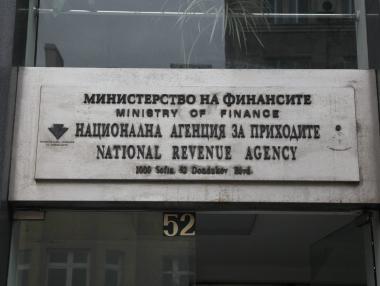 МИНИСТЕРСТВО НА ФИНАНСИТЕ
MINISTRY OF FINANCE
НАЦИОНАЛНА АГЕНЦИЯ ЗА ПРИХОДИТЕ
NATIONAL REVENUE AGENCY
1000 Sofia 52 Dondukov Blvd.
52